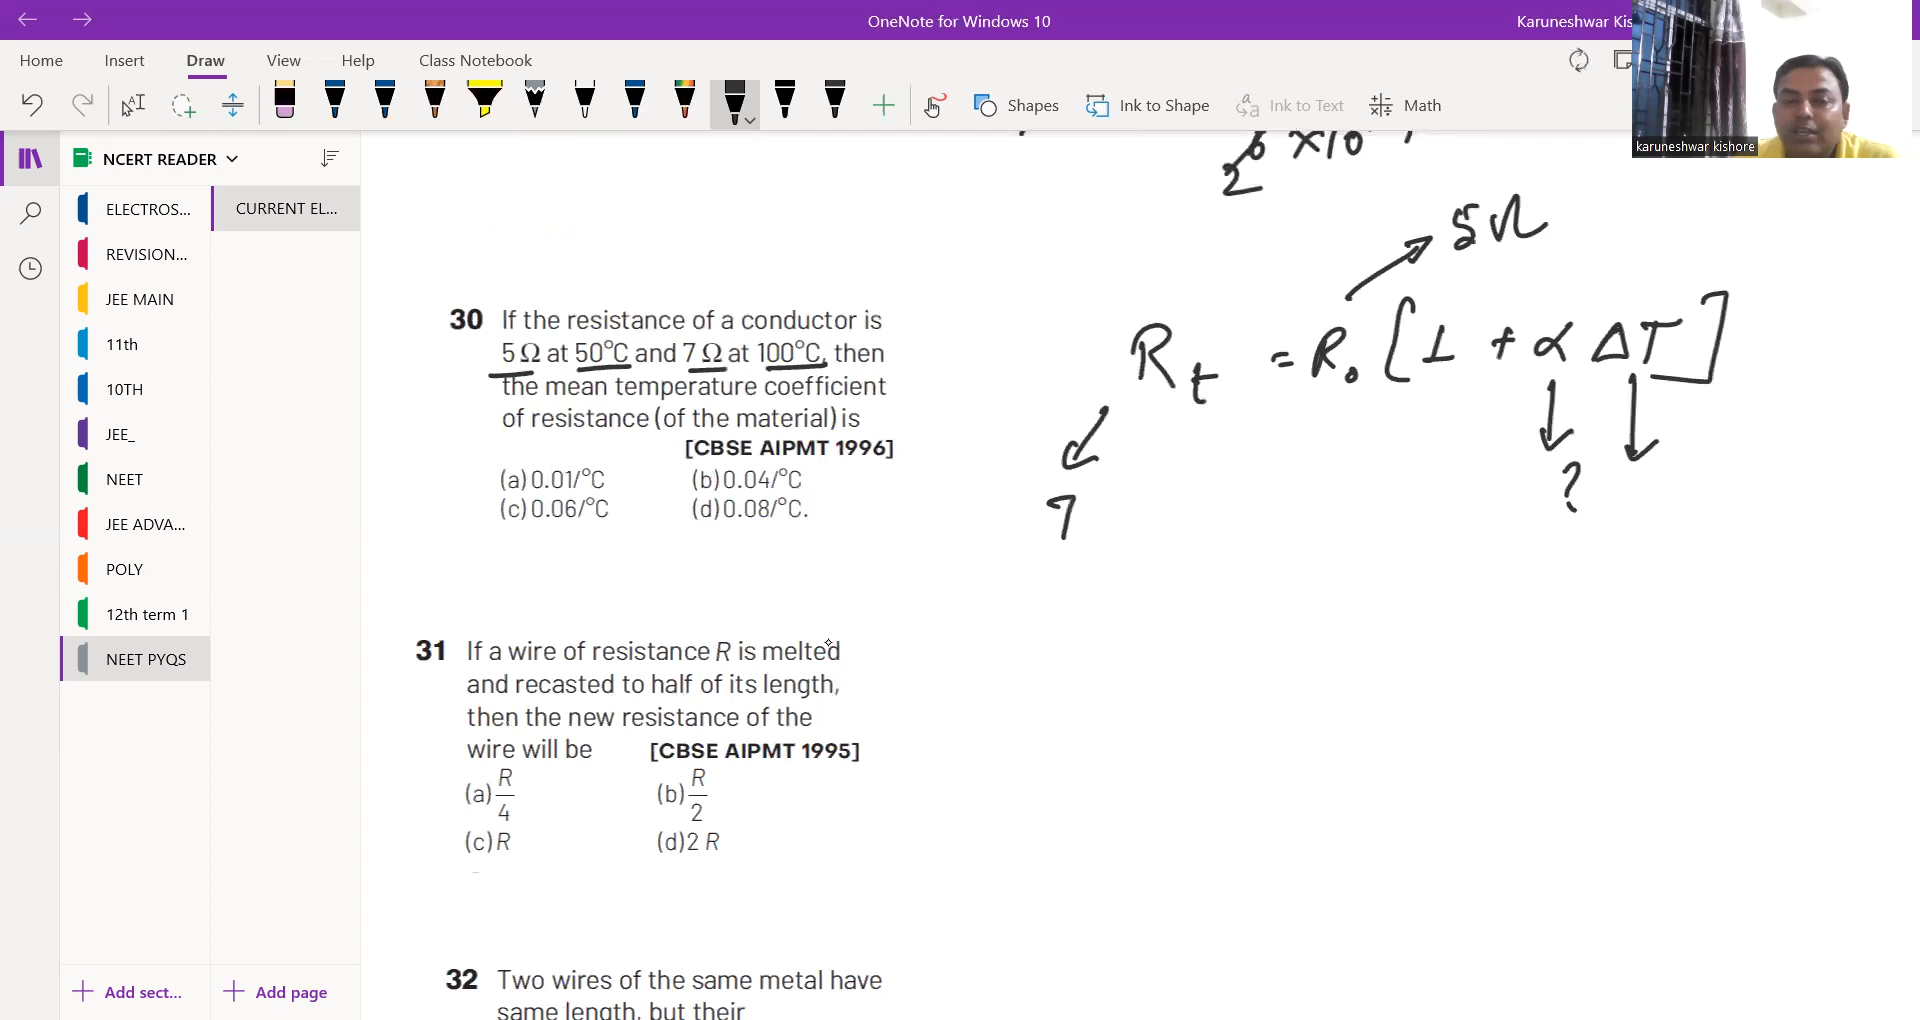 OneNote for Windows 10
Karuneshwar Kis
Home Insert Draw View Help Class Notebook
Shapes Ink to Shape Ink to Text Math
karuneshwar kishore
NCERT READER
ELECTROS...
REVISION...
JEE MAIN
11th
10TH
JEE_
NEET
JEE ADVA...
POLY
12th term 1
NEET PYQS
Add sect...
CURRENT EL...
Add page
2
6 ×10
5Ω
R_t = R₀ [1 + α ΔT]
7
?
30 If the resistance of a conductor is
5 Ω at 50°C and 7 Ω at 100°C, then
the mean temperature coefficient
of resistance (of the material) is
[CBSE AIPMT 1996]
(a) 0.01/°C (b) 0.04/°C
(c) 0.06/°C (d) 0.08/°C.
31 If a wire of resistance R is melted
and recasted to half of its length,
then the new resistance of the
wire will be [CBSE AIPMT 1995]
(a) R/4 (b) R/2
(c) R (d) 2 R
32 Two wires of the same metal have
same length, but their